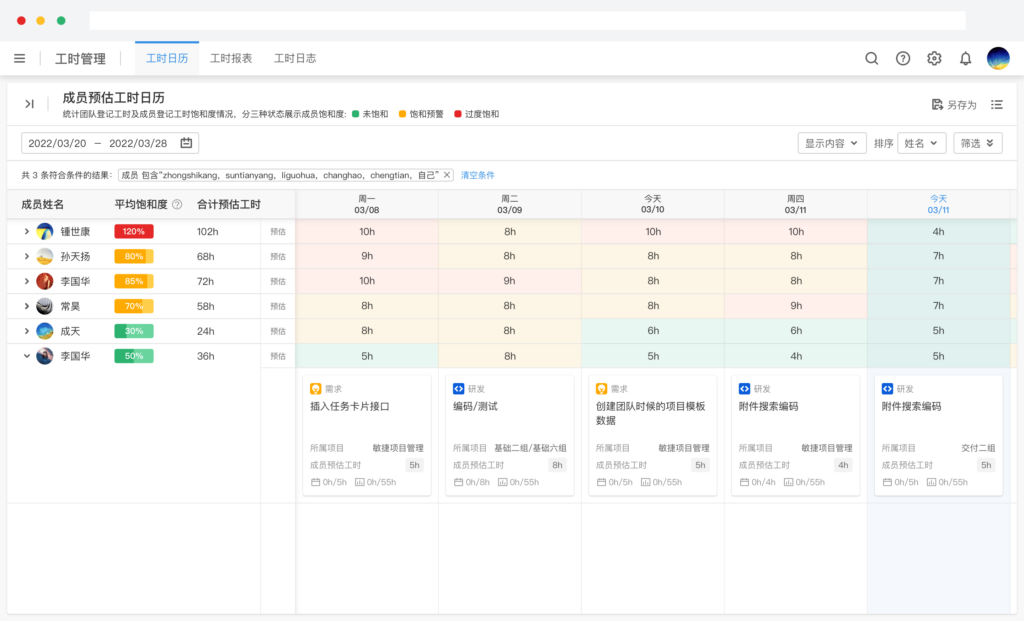 工时管理 工时日历 工时报表 工时日志
成员预估工时日历
统计团队登记工时及成员登记工时饱和度情况，分三种状态展示成员饱和度: 未饱和 饱和预警 过度饱和
另存为
2022/03/20 – 2022/03/28 显示内容 排序 姓名 筛选
共 3 条符合条件的结果: 成员 包含“zhongshikang，suntianyang，liguohua，changhao，chengtian，自己” × 清空条件
成员姓名 平均饱和度 合计预估工时
周一 周二 今天 周四 今天
03/08 03/09 03/10 03/11 03/11
锺世康 120% 102h 预估 10h 8h 10h 10h 4h
孙天扬 80% 68h 预估 9h 8h 8h 8h 7h
李国华 85% 72h 预估 10h 9h 8h 8h 7h
常昊 70% 58h 预估 8h 8h 8h 9h 7h
成天 30% 24h 预估 8h 8h 6h 6h 5h
李国华 50% 36h 预估 5h 8h 5h 4h 5h
需求
插入任务卡片接口
所属项目 敏捷项目管理
成员预估工时 5h
0h/5h 0h/55h
研发
编码/测试
所属项目 基础二组/基础六组
成员预估工时 8h
0h/8h 0h/55h
需求
创建团队时候的项目模板
数据
所属项目 敏捷项目管理
成员预估工时 5h
0h/5h 0h/55h
研发
附件搜索编码
所属项目 敏捷项目管理
成员预估工时 4h
0h/4h 0h/55h
研发
附件搜索编码
所属项目 交付二组
成员预估工时 5h
0h/5h 0h/55h